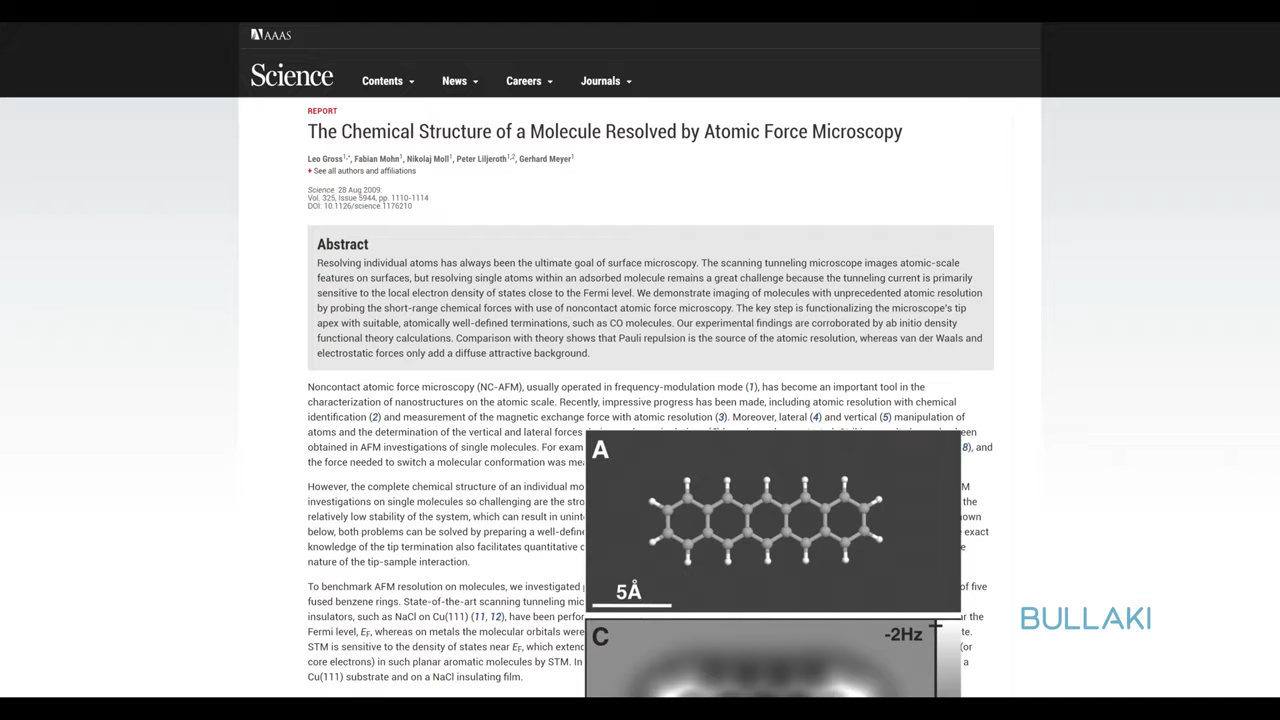 AAAS
Science Contents News Careers Journals
REPORT
The Chemical Structure of a Molecule Resolved by Atomic Force Microscopy
Leo Gross1,*, Fabian Mohn1, Nikolaj Moll1, Peter Liljeroth1,2, Gerhard Meyer1
+ See all authors and affiliations
Science 28 Aug 2009:
Vol. 325, Issue 5944, pp. 1110-1114
DOI: 10.1126/science.1176210
Abstract
Resolving individual atoms has always been the ultimate goal of surface microscopy. The scanning tunneling microscope images atomic-scale
features on surfaces, but resolving single atoms within an adsorbed molecule remains a great challenge because the tunneling current is primarily
sensitive to the local electron density of states close to the Fermi level. We demonstrate imaging of molecules with unprecedented atomic resolution
by probing the short-range chemical forces with use of noncontact atomic force microscopy. The key step is functionalizing the microscope's tip
apex with suitable, atomically well-defined terminations, such as CO molecules. Our experimental findings are corroborated by ab initio density
functional theory calculations. Comparison with theory shows that Pauli repulsion is the source of the atomic resolution, whereas van der Waals and
electrostatic forces only add a diffuse attractive background.
Noncontact atomic force microscopy (NC-AFM), usually operated in frequency-modulation mode (1), has become an important tool in the
characterization of nanostructures on the atomic scale. Recently, impressive progress has been made, including atomic resolution with chemical
identification (2) and measurement of the magnetic exchange force with atomic resolution (3). Moreover, lateral (4) and vertical (5) manipulation of
atoms and the determination of the vertical and lateral forces
obtained in AFM investigations of single molecules. For exam 8), and
the force needed to switch a molecular conformation was mea
However, the complete chemical structure of an individual mo M
investigations on single molecules so challenging are the stro the
relatively low stability of the system, which can result in unint own
below, both problems can be solved by preparing a well-define e exact
knowledge of the tip termination also facilitates quantitative c e
nature of the tip-sample interaction.
To benchmark AFM resolution on molecules, we investigated of five
fused benzene rings. State-of-the-art scanning tunneling mic
insulators, such as NaCl on Cu(111) (11, 12), have been perfor ar the
Fermi level, EF, whereas on metals the molecular orbitals were te.
STM is sensitive to the density of states near EF, which exten (or
core electrons) in such planar aromatic molecules by STM. In a
Cu(111) substrate and on a NaCl insulating film.
A
5Å
C -2Hz
BULLAKI